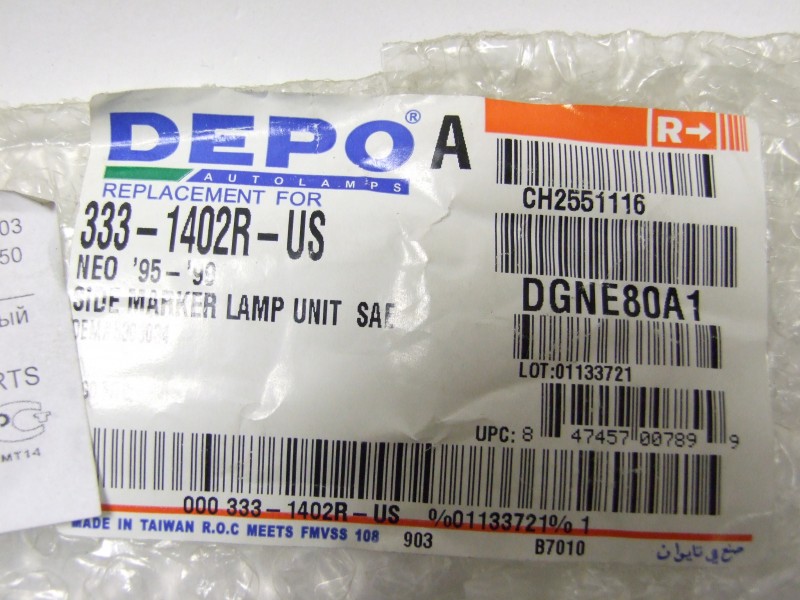 DEPO® A
AUTOLAMPS
REPLACEMENT FOR
333-1402R-US
NEO '95-'99
SIDE MARKER LAMP UNIT SAE
R→
CH2551116
DGNE80A1
LOT:01133721
UPC: 8 47457 00789 9
000 333-1402R-US %01133721% 1
MADE IN TAIWAN R.O.C MEETS FMVSS 108 903 B7010
صنع في تايوان
03
50
ый
RTS
MT14